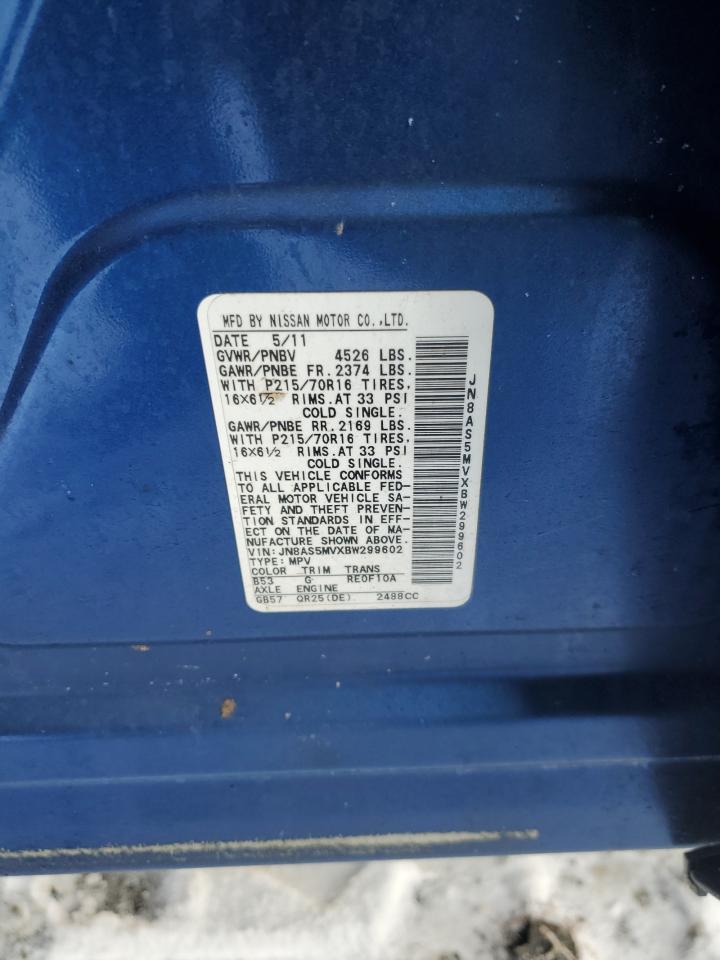 MFD BY NISSAN MOTOR CO.,LTD.
DATE 5/11
GVWR/PNBV 4526 LBS.
GAWR/PNBE FR. 2374 LBS.
WITH P215/70R16 TIRES,
16X6½ RIMS. AT 33 PSI
COLD SINGLE.
GAWR/PNBE RR. 2169 LBS.
WITH P215/70R16 TIRES,
16X6½ RIMS. AT 33 PSI
COLD SINGLE.
THIS VEHICLE CONFORMS
TO ALL APPLICABLE FED-
ERAL MOTOR VEHICLE SA-
FETY AND THEFT PREVEN-
TION STANDARDS IN EFF-
ECT ON THE DATE OF MA-
NUFACTURE SHOWN ABOVE.
VIN: JN8AS5MVXBW299602
TYPE: MPV
COLOR TRIM TRANS
B53 G RE0F10A
AXLE ENGINE
GB57 QR25(DE) 2488CC
JN8AS5MVXBW299602